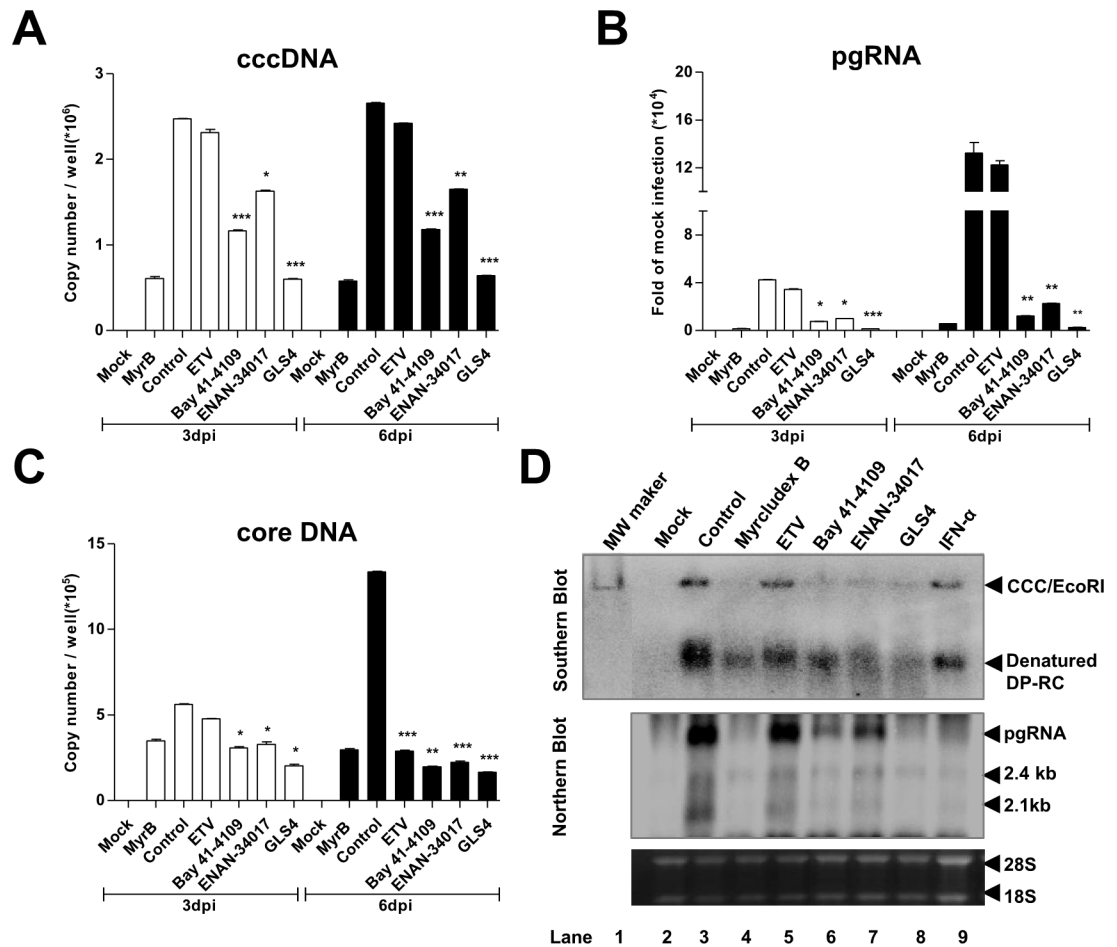 A
cccDNA
Copy number / well(*10⁶)
3
2
1
0
*
***
***
**
***
***
Mock
MyrB
Control
ETV
Bay 41-4109
ENAN-34017
GLS4
Mock
MyrB
Control
ETV
Bay 41-4109
ENAN-34017
GLS4
3dpi
6dpi
B
pgRNA
Fold of mock infection (*10⁴)
20
16
12
8
4
0
*
*
***
**
**
**
Mock
MyrB
Control
ETV
Bay 41-4109
ENAN-34017
GLS4
Mock
MyrB
Control
ETV
Bay 41-4109
ENAN-34017
GLS4
3dpi
6dpi
C
core DNA
Copy number / well(*10⁵)
15
10
5
0
*
*
*
***
**
***
***
Mock
MyrB
Control
ETV
Bay 41-4109
ENAN-34017
GLS4
Mock
MyrB
Control
ETV
Bay 41-4109
ENAN-34017
GLS4
3dpi
6dpi
D
MW maker
Mock
Control
Myrcludex B
ETV
Bay 41-4109
ENAN-34017
GLS4
IFN-α
Southern Blot
CCC/EcoRI
Denatured
DP-RC
Northern Blot
pgRNA
2.4 kb
2.1kb
28S
18S
Lane 1 2 3 4 5 6 7 8 9